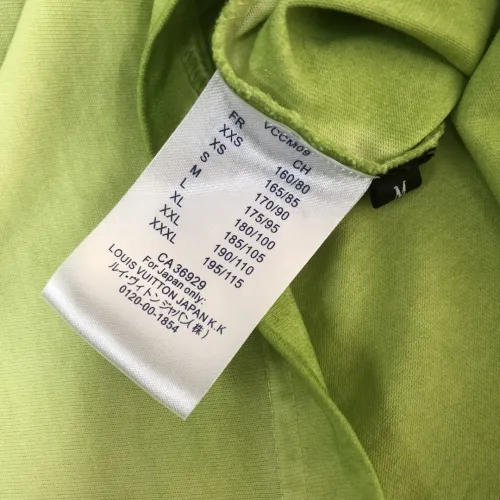 VCCM09
FR CH
XXS 160/80
XS 165/85
S 170/90
M 175/95
L 180/100
XL 185/105
XXL 190/110
XXXL 195/115
CA 36929
For Japan only:
LOUIS VUITTON JAPAN K.K
ルイ・ヴィトンジャパン(株)
0120-00-1854
M